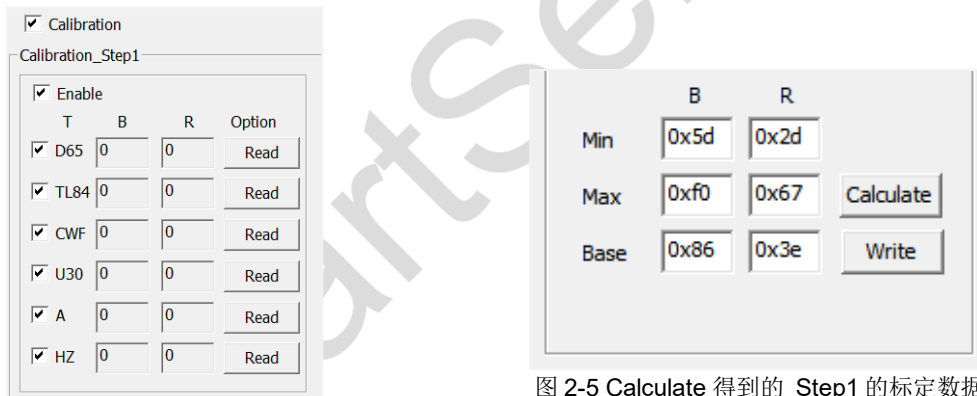 Calibration
Calibration_Step1
Enable
T B R Option
D65 0 0 Read
TL84 0 0 Read
CWF 0 0 Read
U30 0 0 Read
A 0 0 Read
HZ 0 0 Read
B R
Min 0x5d 0x2d
Max 0xf0 0x67 Calculate
Base 0x86 0x3e Write
图 2-5 Calculate 得到的 Step1 的标定数据